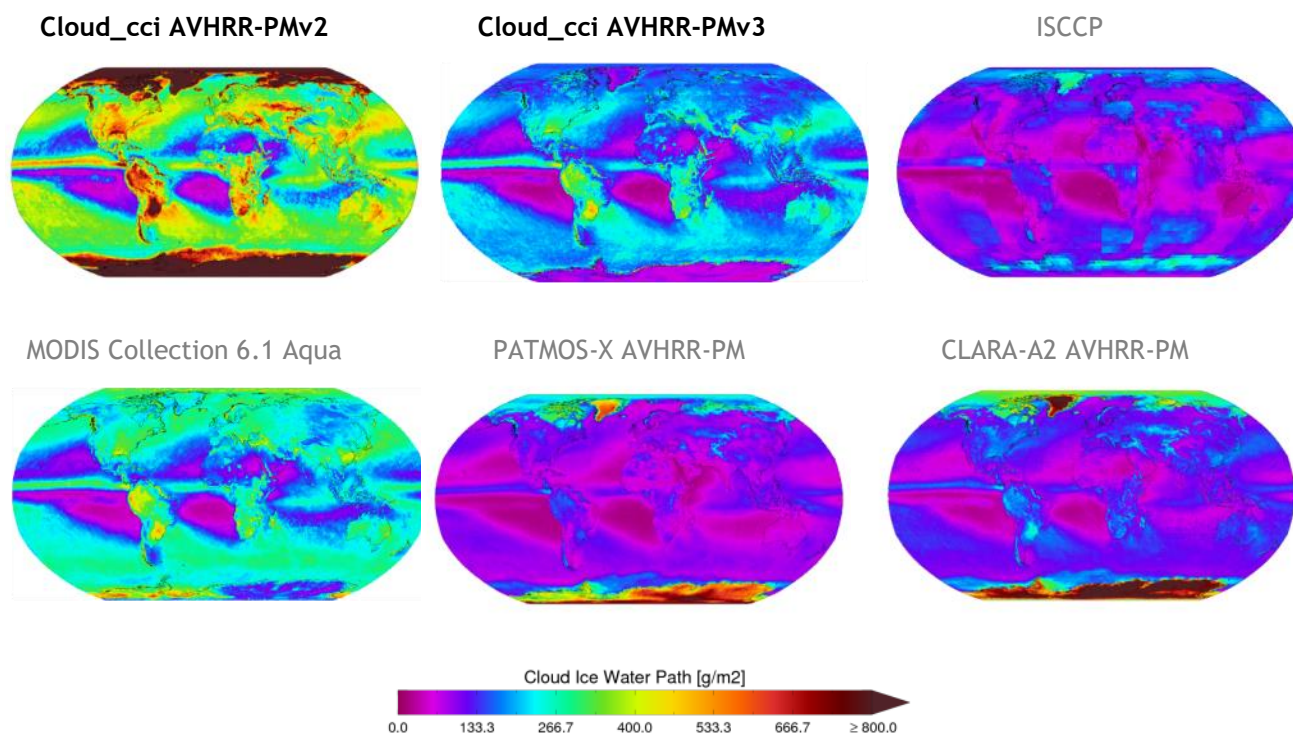 Cloud_cci AVHRR-PMv2 Cloud_cci AVHRR-PMv3 ISCCP
MODIS Collection 6.1 Aqua PATMOS-X AVHRR-PM CLARA-A2 AVHRR-PM
Cloud Ice Water Path [g/m2]
0.0 133.3 266.7 400.0 533.3 666.7 ≥ 800.0